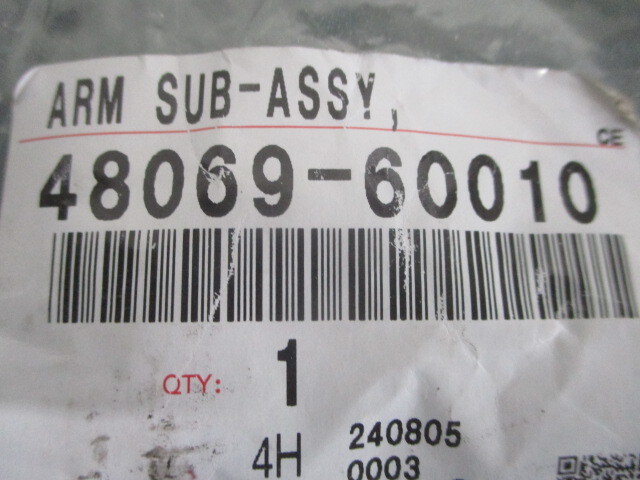 ARM SUB-ASSY,
CE
48069-60010
QTY: 1
4H 240805
0003